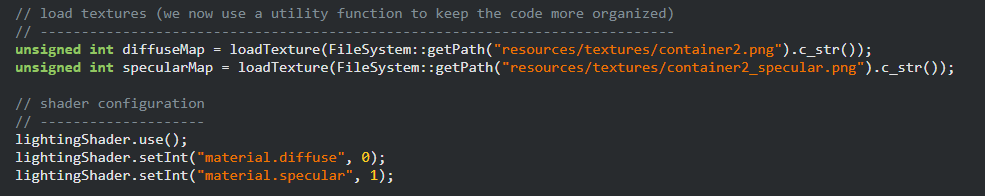 // load textures (we now use a utility function to keep the code more organized)
// -----------------------------------------------------------------------------
unsigned int diffuseMap = loadTexture(FileSystem::getPath("resources/textures/container2.png").c_str());
unsigned int specularMap = loadTexture(FileSystem::getPath("resources/textures/container2_specular.png").c_str());
// shader configuration
// --------------------
lightingShader.use();
lightingShader.setInt("material.diffuse", 0);
lightingShader.setInt("material.specular", 1);